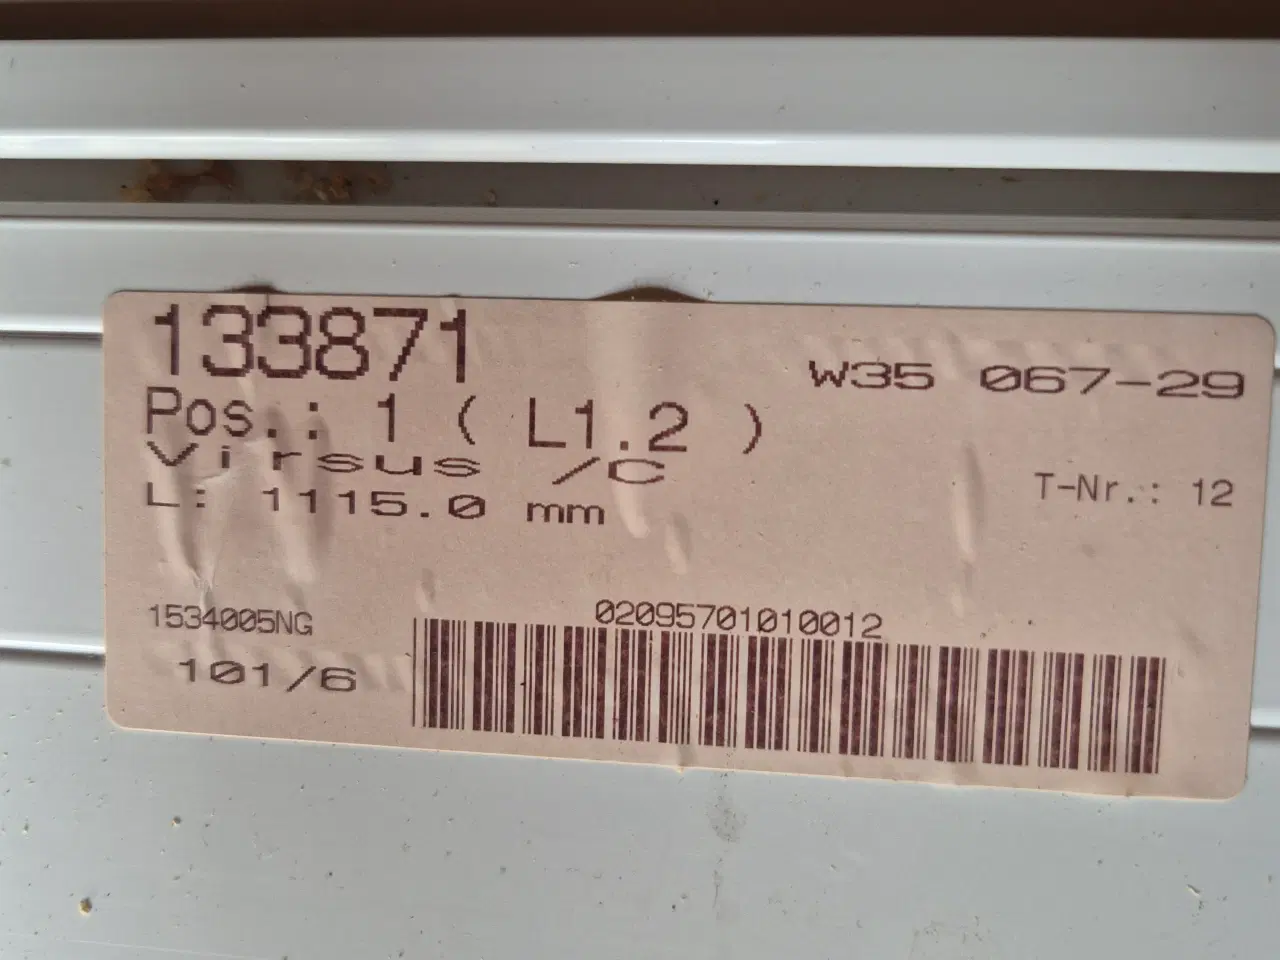 133871
W35 067-29
Pos.: 1 ( L1.2 )
Virsus /C
T-Nr.: 12
L: 1115.0 mm
1534005NG
02095701010012
101/6